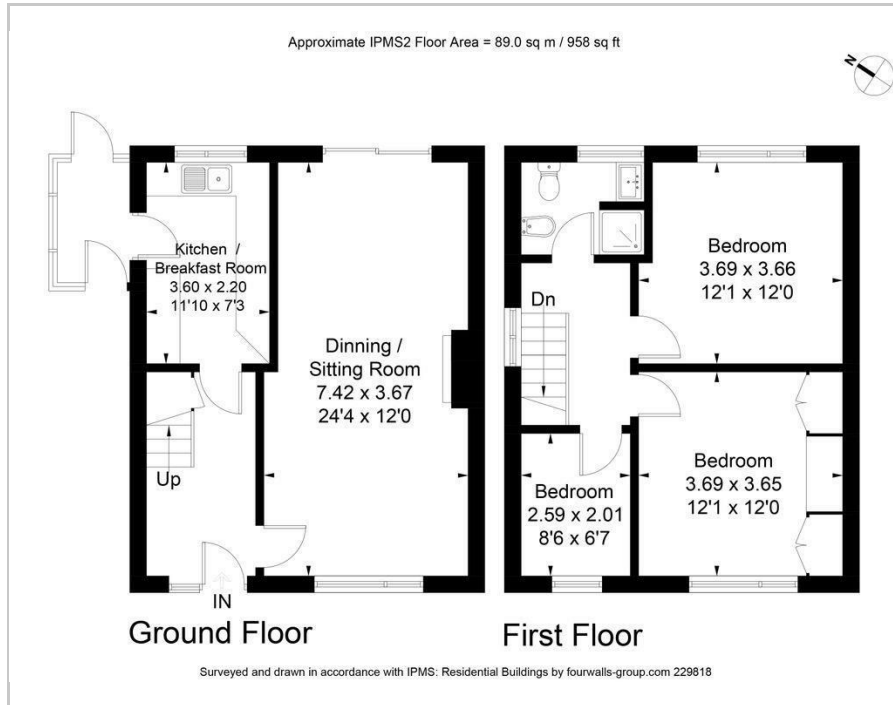 Approximate IPMS2 Floor Area = 89.0 sq m / 958 sq ft
N
Kitchen /
Breakfast Room
3.60 x 2.20
11'10 x 7'3
Dinning /
Sitting Room
7.42 x 3.67
24'4 x 12'0
Up
IN
Ground Floor
Dn
Bedroom
3.69 x 3.66
12'1 x 12'0
Bedroom
3.69 x 3.65
12'1 x 12'0
Bedroom
2.59 x 2.01
8'6 x 6'7
First Floor
Surveyed and drawn in accordance with IPMS: Residential Buildings by fourwalls-group.com 229818